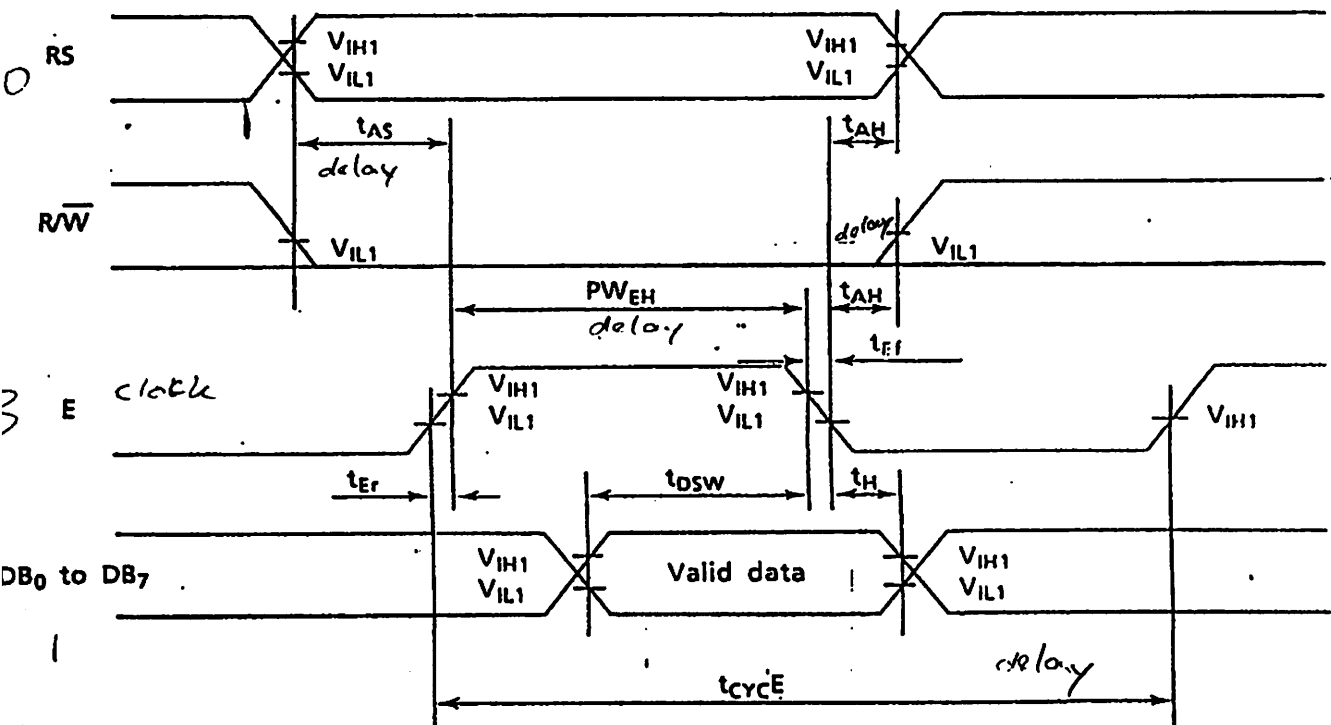 RS
V_IH1 V_IH1
V_IL1 V_IL1
0
t_AS t_AH
delay
R/W̅
delay
V_IL1 V_IL1
PW_EH t_AH
delay
t_Ef
clock
E
V_IH1 V_IH1 V_IH1
V_IL1 V_IL1
t_Er t_DSW t_H
DB0 to DB7
V_IH1 Valid data V_IH1
V_IL1 V_IL1
delay
t_CYCE